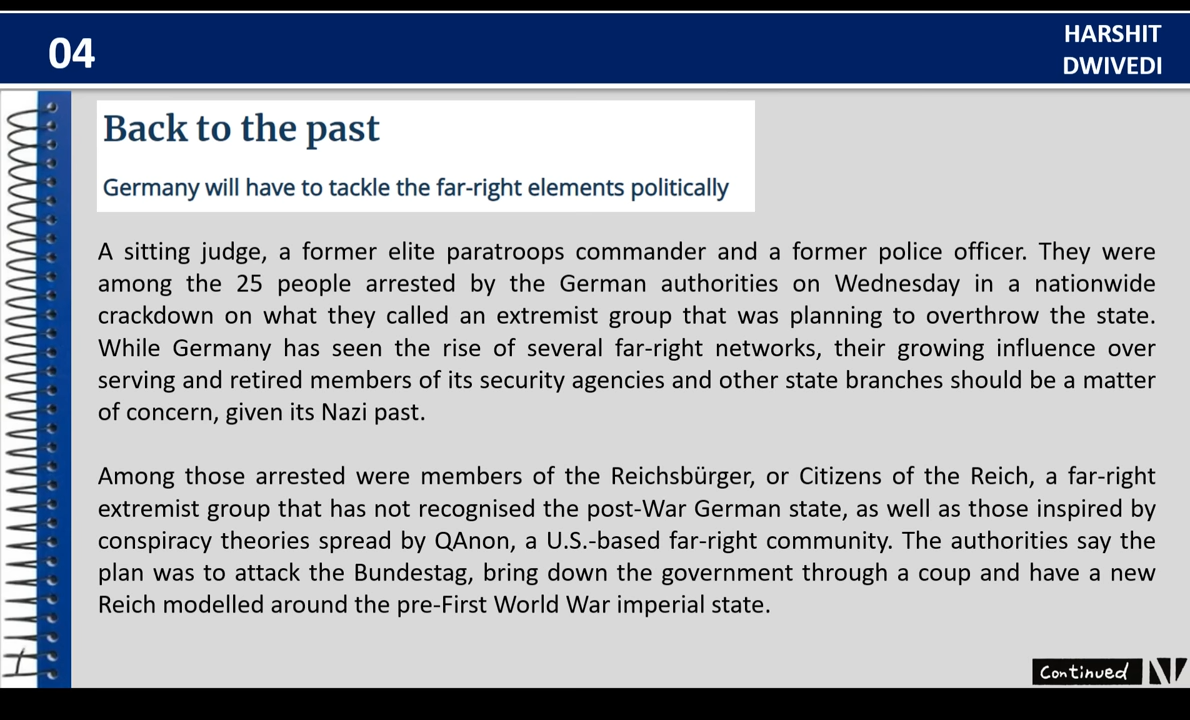 04
HARSHIT
DWIVEDI
Back to the past
Germany will have to tackle the far-right elements politically
A sitting judge, a former elite paratroops commander and a former police officer. They were
among the 25 people arrested by the German authorities on Wednesday in a nationwide
crackdown on what they called an extremist group that was planning to overthrow the state.
While Germany has seen the rise of several far-right networks, their growing influence over
serving and retired members of its security agencies and other state branches should be a matter
of concern, given its Nazi past.
Among those arrested were members of the Reichsbürger, or Citizens of the Reich, a far-right
extremist group that has not recognised the post-War German state, as well as those inspired by
conspiracy theories spread by QAnon, a U.S.-based far-right community. The authorities say the
plan was to attack the Bundestag, bring down the government through a coup and have a new
Reich modelled around the pre-First World War imperial state.
Continued